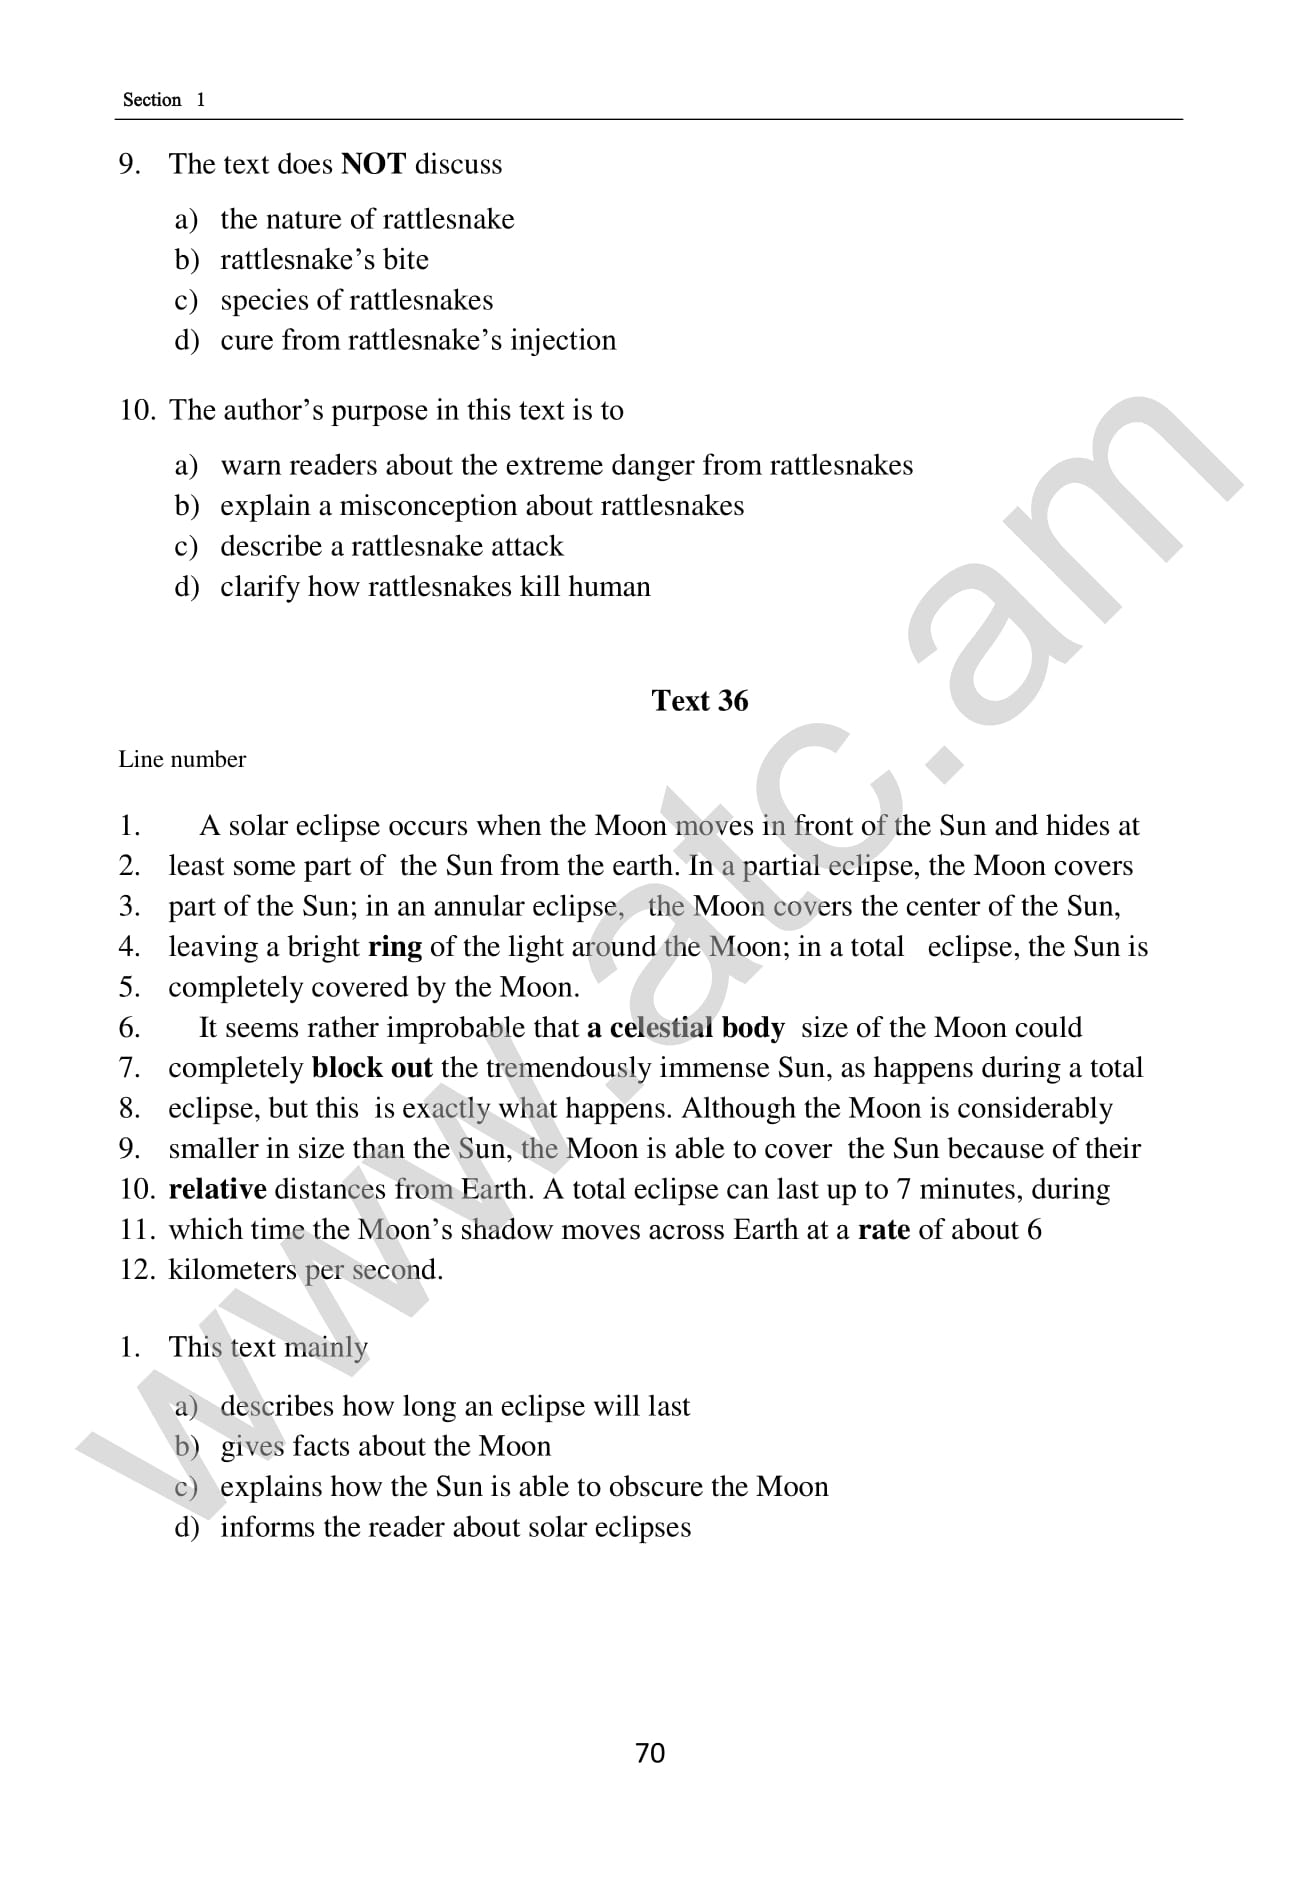 Section 1
9. The text does NOT discuss
a) the nature of rattlesnake
b) rattlesnake’s bite
c) species of rattlesnakes
d) cure from rattlesnake’s injection
10. The author’s purpose in this text is to
a) warn readers about the extreme danger from rattlesnakes
b) explain a misconception about rattlesnakes
c) describe a rattlesnake attack
d) clarify how rattlesnakes kill human
Text 36
Line number
1. A solar eclipse occurs when the Moon moves in front of the Sun and hides at
2. least some part of the Sun from the earth. In a partial eclipse, the Moon covers
3. part of the Sun; in an annular eclipse, the Moon covers the center of the Sun,
4. leaving a bright ring of the light around the Moon; in a total eclipse, the Sun is
5. completely covered by the Moon.
6. It seems rather improbable that a celestial body size of the Moon could
7. completely block out the tremendously immense Sun, as happens during a total
8. eclipse, but this is exactly what happens. Although the Moon is considerably
9. smaller in size than the Sun, the Moon is able to cover the Sun because of their
10. relative distances from Earth. A total eclipse can last up to 7 minutes, during
11. which time the Moon’s shadow moves across Earth at a rate of about 6
12. kilometers per second.
1. This text mainly
a) describes how long an eclipse will last
b) gives facts about the Moon
c) explains how the Sun is able to obscure the Moon
d) informs the reader about solar eclipses
70
www.atc.am